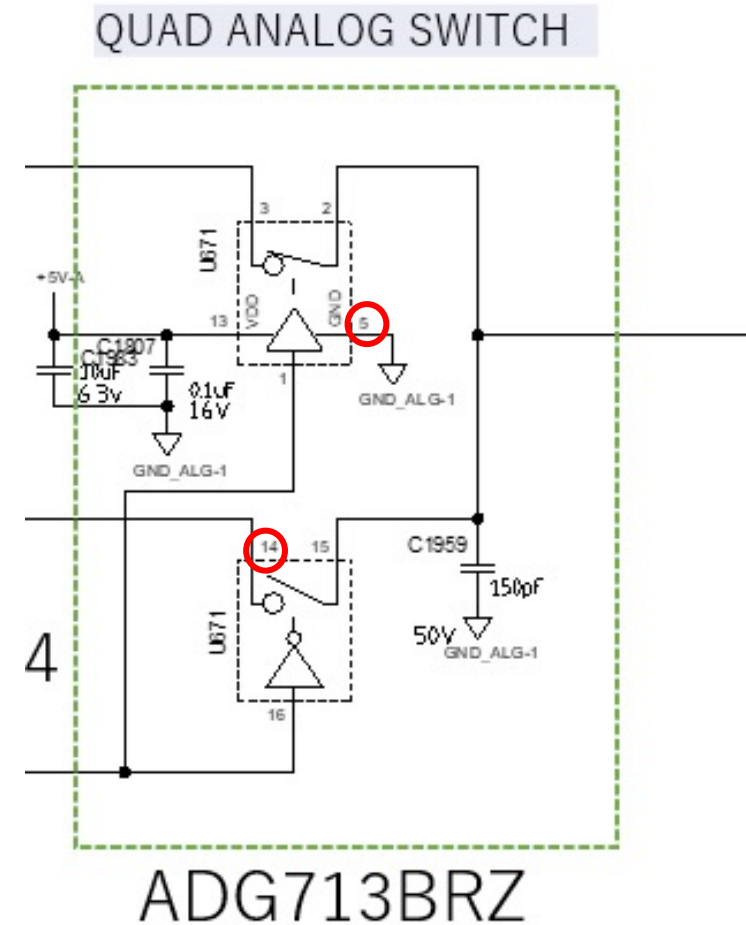 QUAD ANALOG SWITCH
3 2
U671
+5V-A
13 VDD GND 5
C1807
C1983
10uF
6.3v
0.1uF
16V
1
GND_ALG-1
GND_ALG-1
14 15
C1959
150pF
50V
GND_ALG-1
U671
4
16
ADG713BRZ